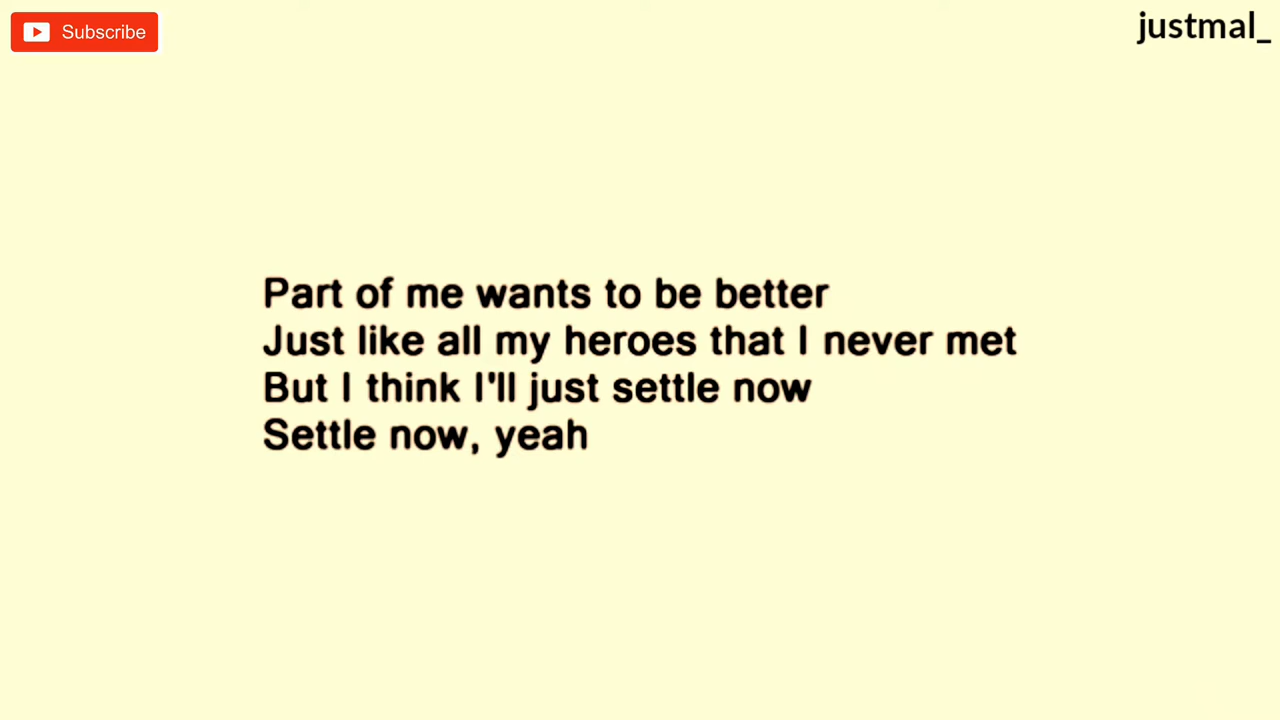 Subscribe
justmal_
Part of me wants to be better
Just like all my heroes that I never met
But I think I'll just settle now
Settle now, yeah